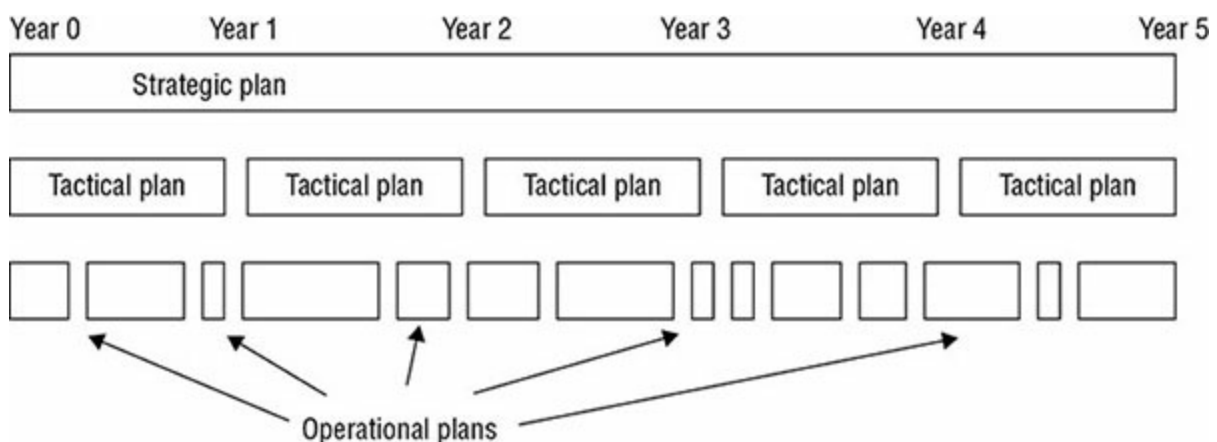 Year 0 Year 1 Year 2 Year 3 Year 4 Year 5
Strategic plan
Tactical plan Tactical plan Tactical plan Tactical plan Tactical plan
Operational plans